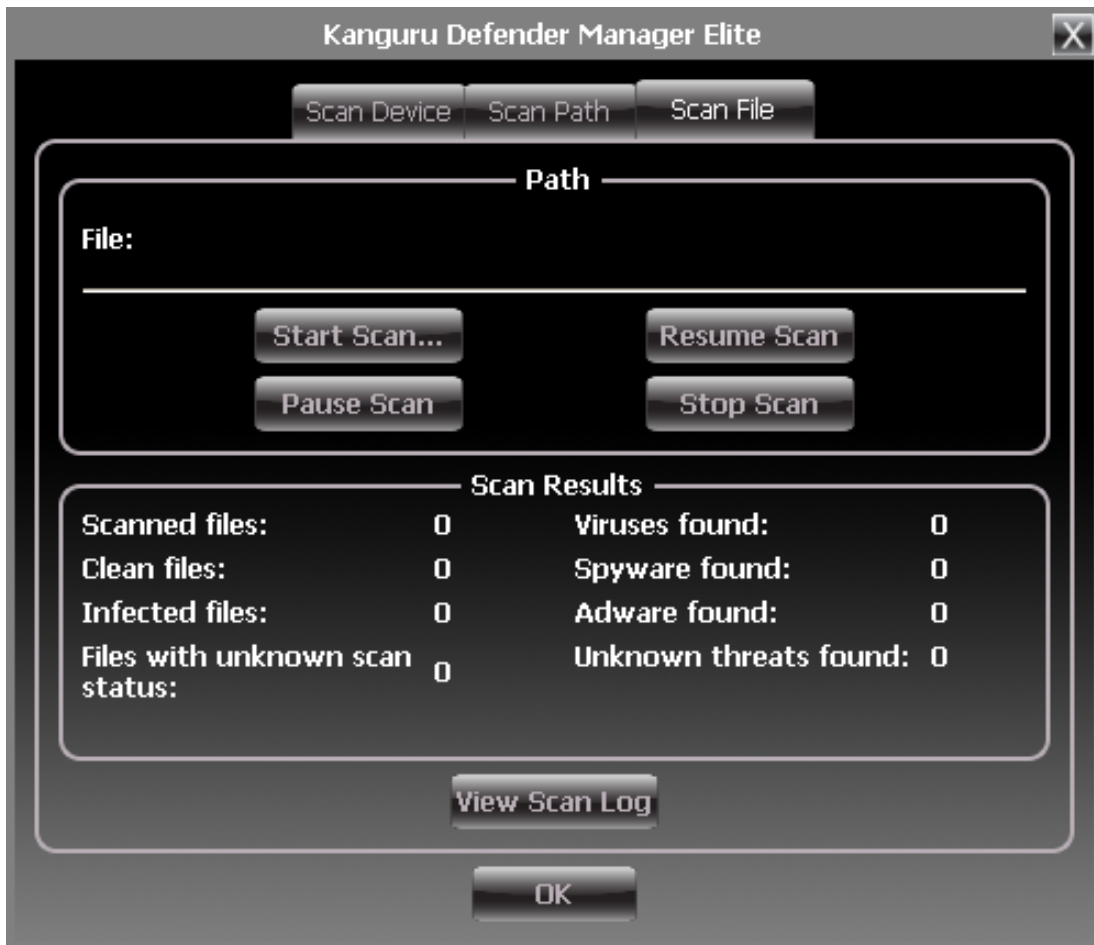 Kanguru Defender Manager Elite
X
Scan Device Scan Path Scan File
Path
File:
Start Scan... Resume Scan
Pause Scan Stop Scan
Scan Results
Scanned files: 0 Viruses found: 0
Clean files: 0 Spyware found: 0
Infected files: 0 Adware found: 0
Files with unknown scan
status: 0 Unknown threats found: 0
View Scan Log
OK